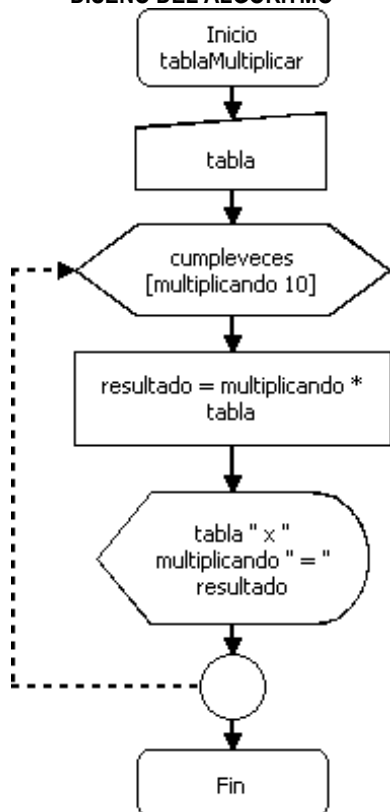 DISEÑO DEL ALGORITMO
Inicio
tablaMultiplicar
tabla
cumpleveces
[multiplicando 10]
resultado = multiplicando *
tabla
tabla " x "
multiplicando " = "
resultado
Fin